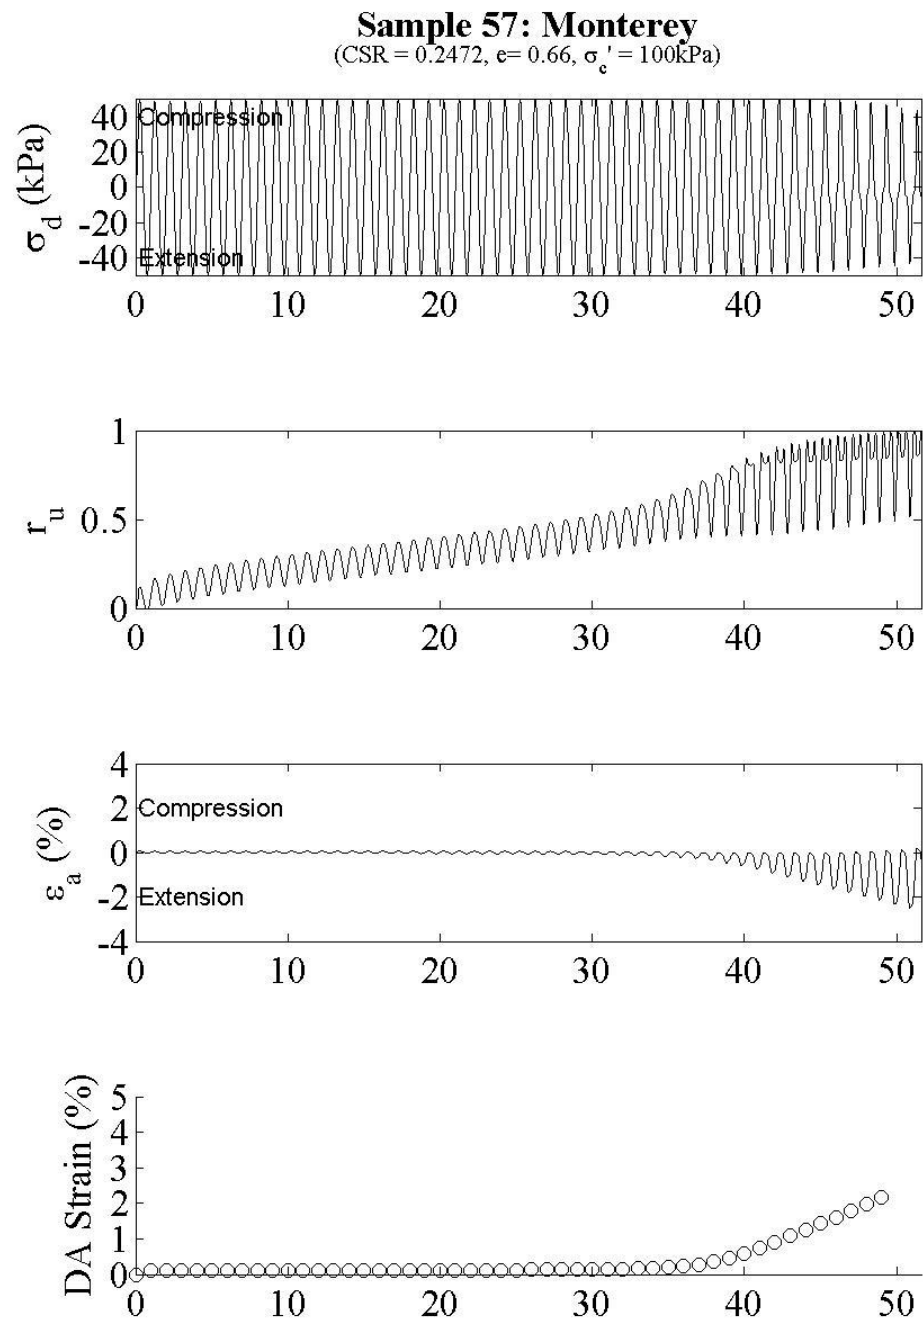 Sample 57: Monterey
(CSR = 0.2472, e= 0.66, σc' = 100kPa)
σd (kPa)
40
20
0
-20
-40
Compression
Extension
0 10 20 30 40 50
ru
1
0.5
0
0 10 20 30 40 50
εa (%)
4
2
0
-2
-4
Compression
Extension
0 10 20 30 40 50
DA Strain (%)
5
4
3
2
1
0
0 10 20 30 40 50